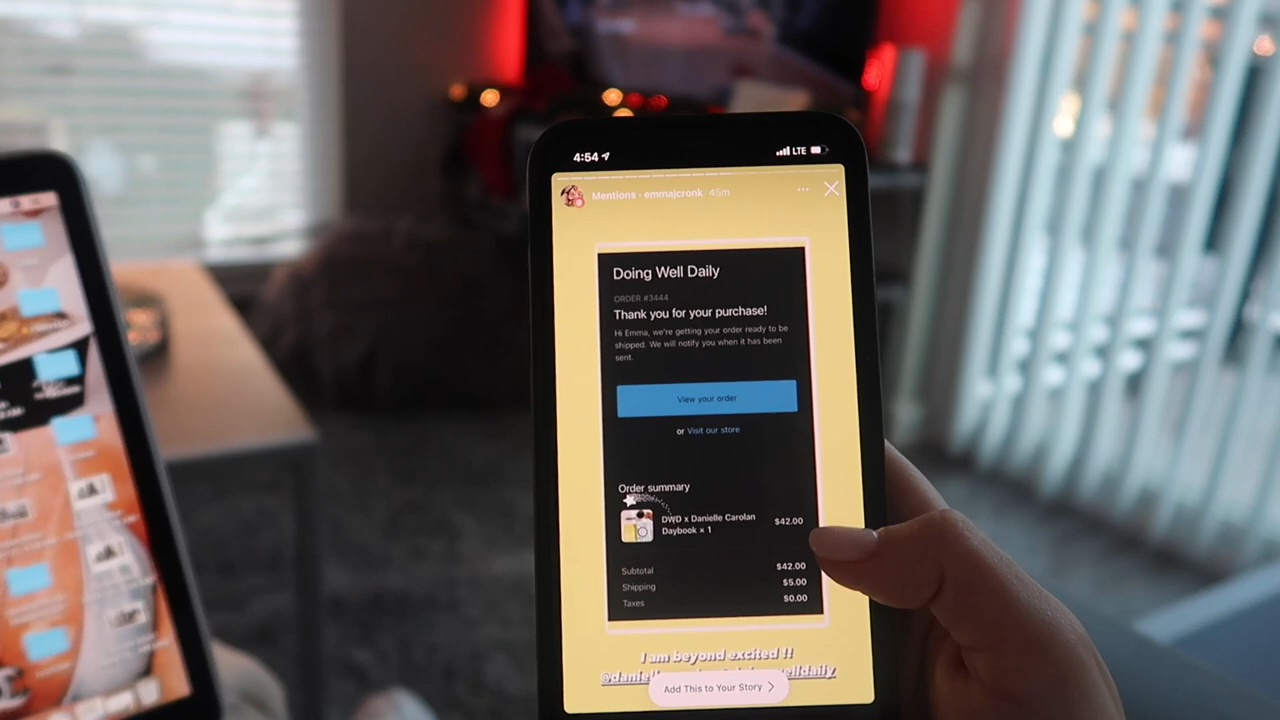 4:54
LTE
Mentions · emmajcronk 45m
Doing Well Daily
ORDER #3444
Thank you for your purchase!
Hi Emma, we're getting your order ready to
be shipped. We will notify you when it has been
sent.
View your order
or Visit our store
Order summary
DWD x Danielle Carolan
Daybook × 1
$42.00
Subtotal $42.00
Shipping $5.00
Taxes $0.00
I am beyond excited !!
Add This to Your Story